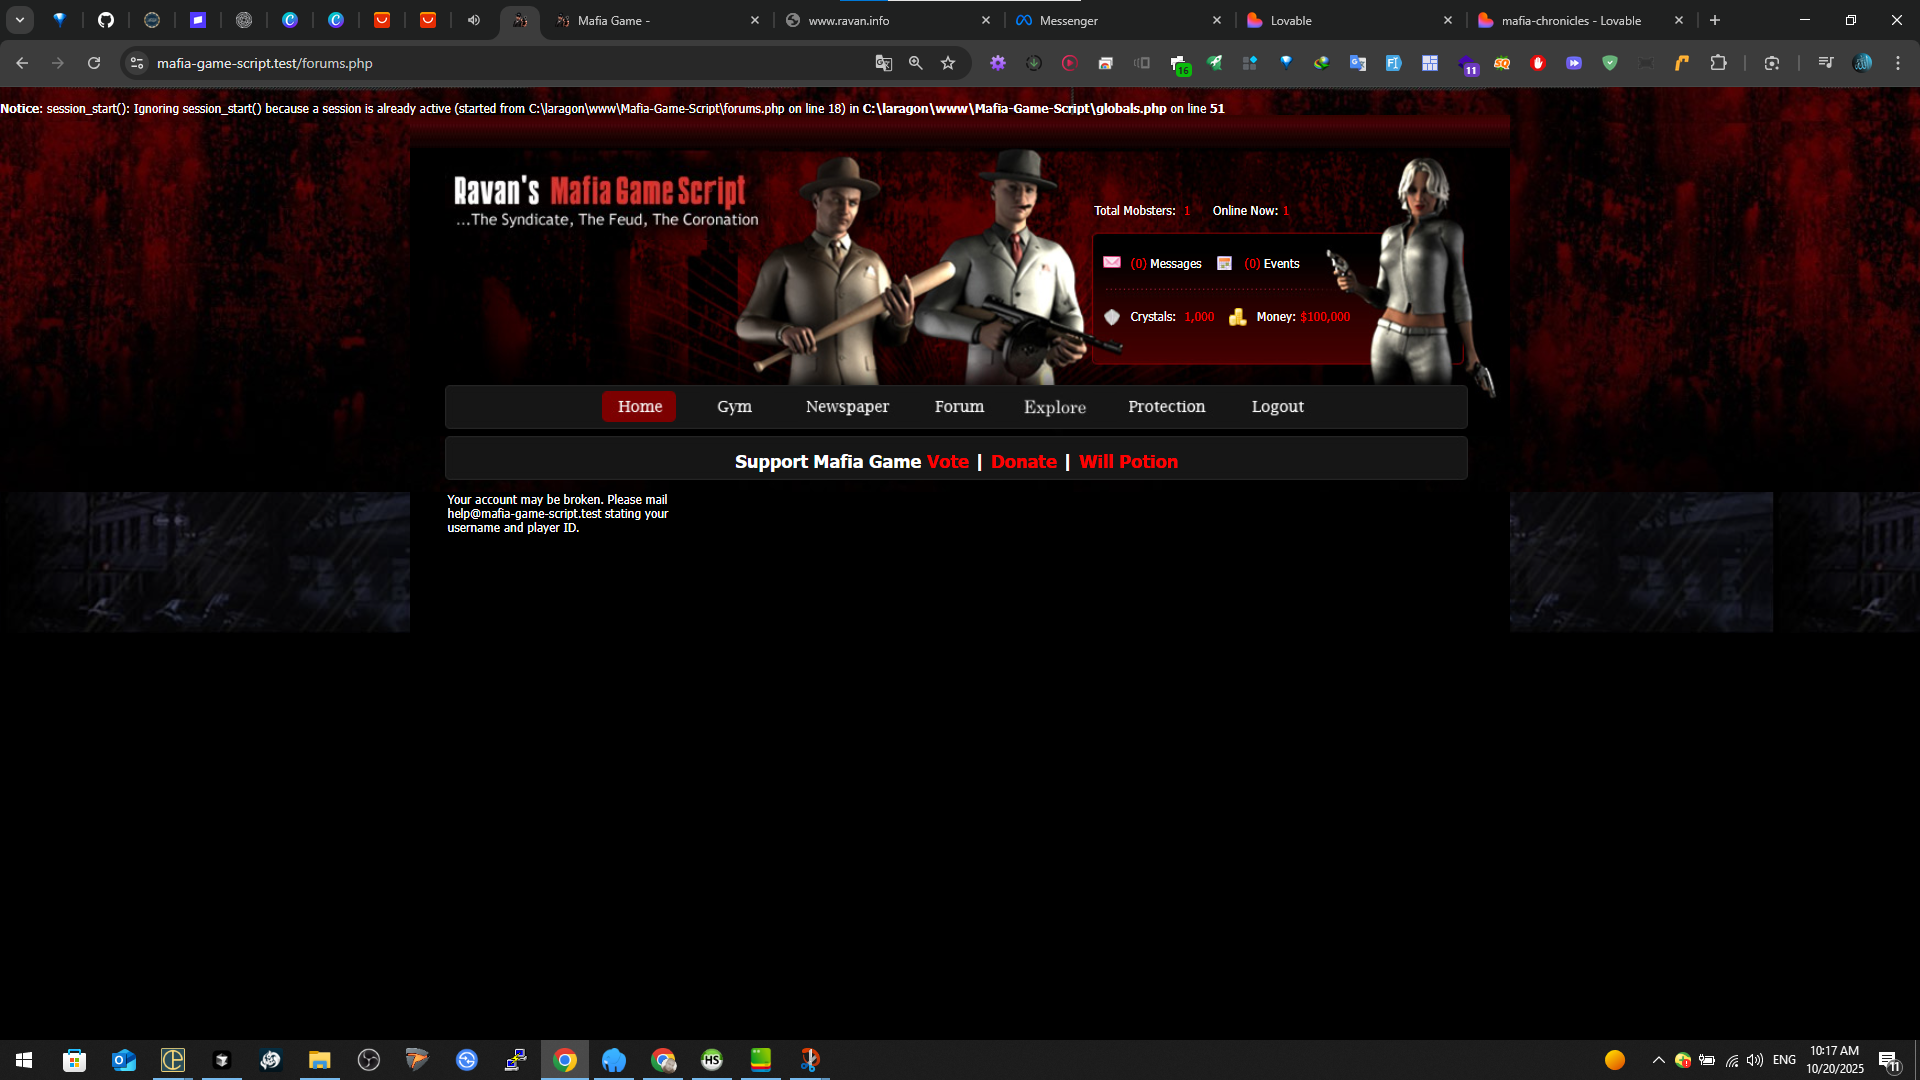 Mafia Game -
www.ravan.info
Messenger
Lovable
mafia-chronicles - Lovable
mafia-game-script.test/forums.php
16
11
Notice: session_start(): Ignoring session_start() because a session is already active (started from C:\laragon\www\Mafia-Game-Script\forums.php on line 18) in C:\laragon\www\Mafia-Game-Script\globals.php on line 51
Ravan's Mafia Game Script
...The Syndicate, The Feud, The Coronation
Total Mobsters: 1 Online Now: 1
(0) Messages (0) Events
Crystals: 1,000 Money: $100,000
Home Gym Newspaper Forum Explore Protection Logout
Support Mafia Game Vote | Donate | Will Potion
Your account may be broken. Please mail
help@mafia-game-script.test stating your
username and player ID.
HS
ENG
10:17 AM
10/20/2025
11